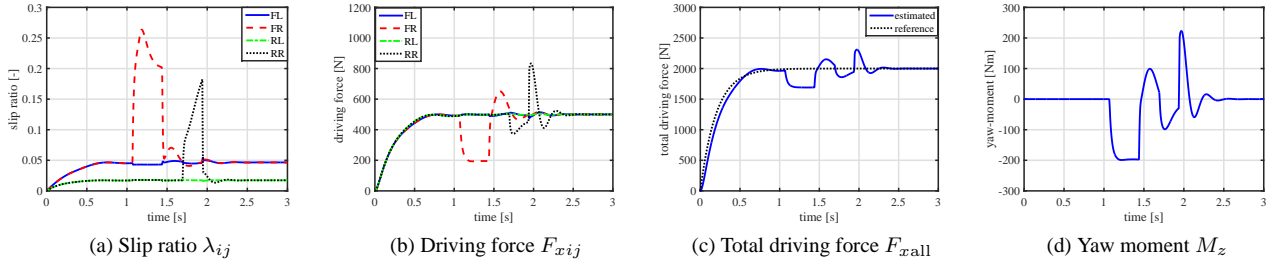 slip ratio [-]
0.3
0.25
0.2
0.15
0.1
0.05
0
FL
FR
RL
RR
0 0.5 1 1.5 2 2.5 3
time [s]
(a) Slip ratio λij
driving force [N]
1200
1000
800
600
400
200
0
FL
FR
RL
RR
0 0.5 1 1.5 2 2.5 3
time [s]
(b) Driving force Fxij
total driving force [N]
3000
2500
2000
1500
1000
500
0
estimated
reference
0 0.5 1 1.5 2 2.5 3
time [s]
(c) Total driving force Fxall
yaw-moment [Nm]
300
200
100
0
-100
-200
-300
0 0.5 1 1.5 2 2.5 3
time [s]
(d) Yaw moment Mz